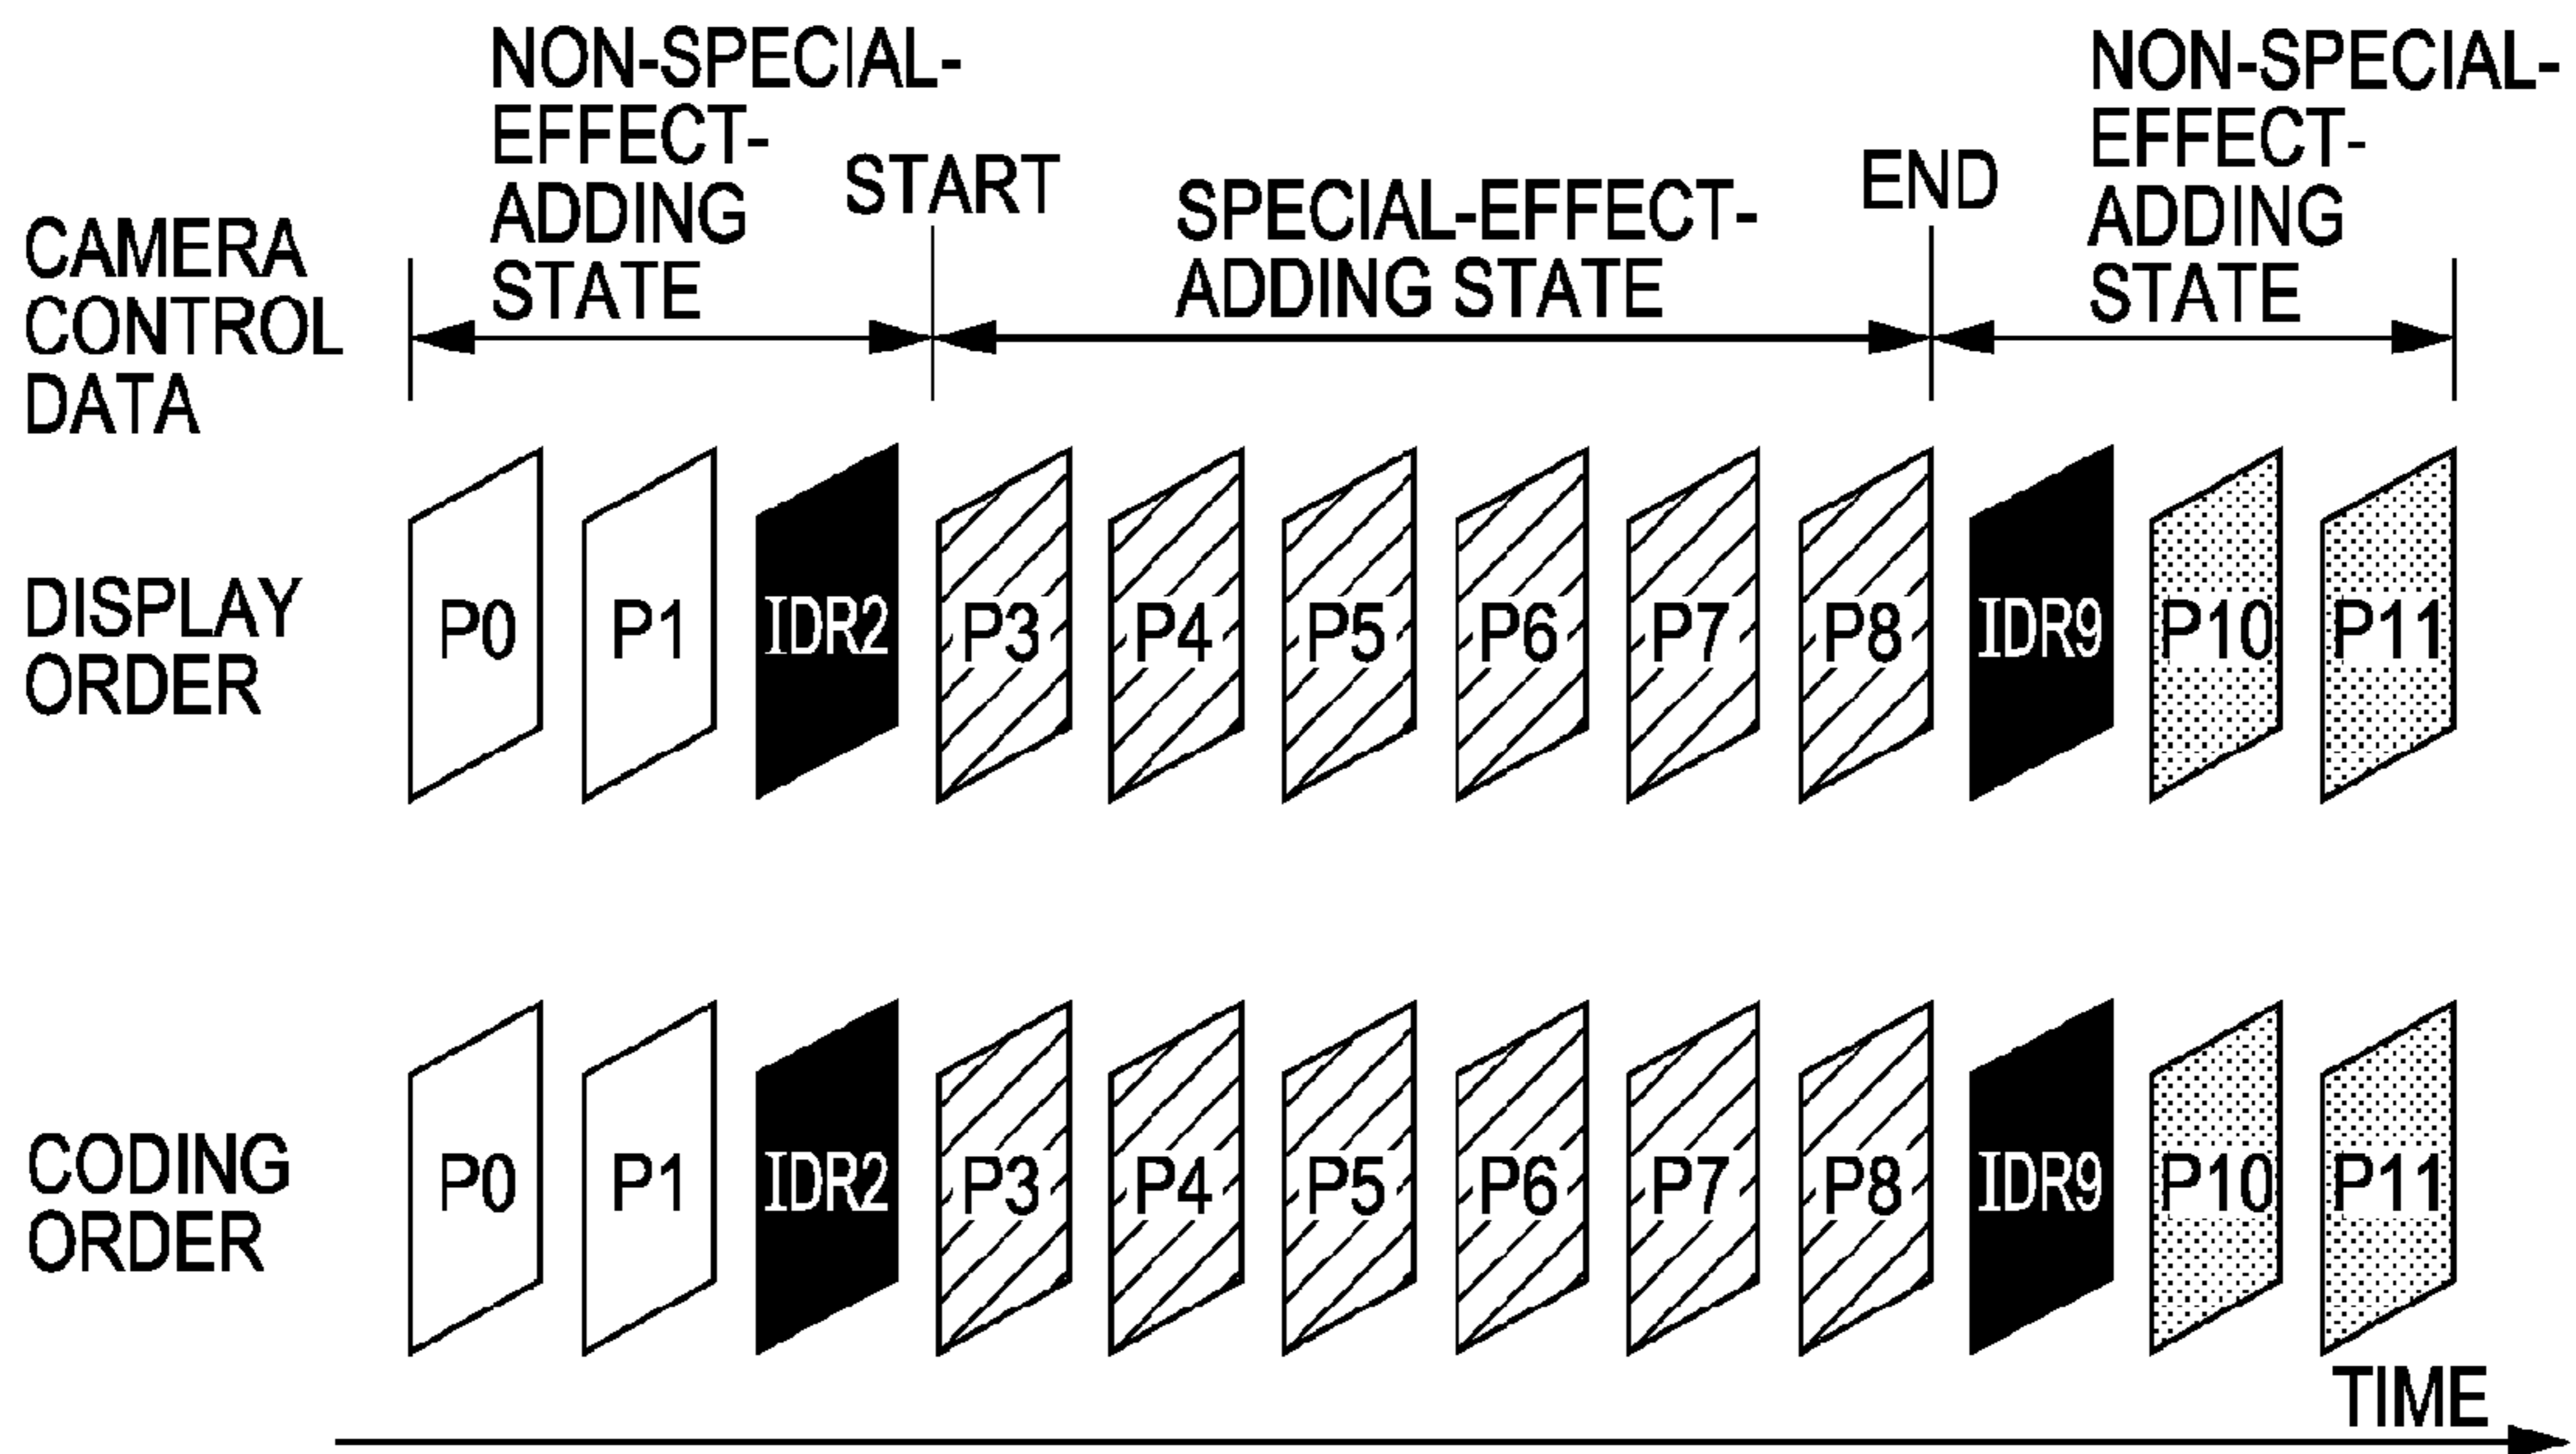 NON-SPECIAL-
EFFECT-
ADDING
STATE
START
SPECIAL-EFFECT-
ADDING STATE
END
NON-SPECIAL-
EFFECT-
ADDING
STATE
CAMERA
CONTROL
DATA
DISPLAY
ORDER
P0 P1 IDR2 P3 P4 P5 P6 P7 P8 IDR9 P10 P11
CODING
ORDER
P0 P1 IDR2 P3 P4 P5 P6 P7 P8 IDR9 P10 P11
TIME